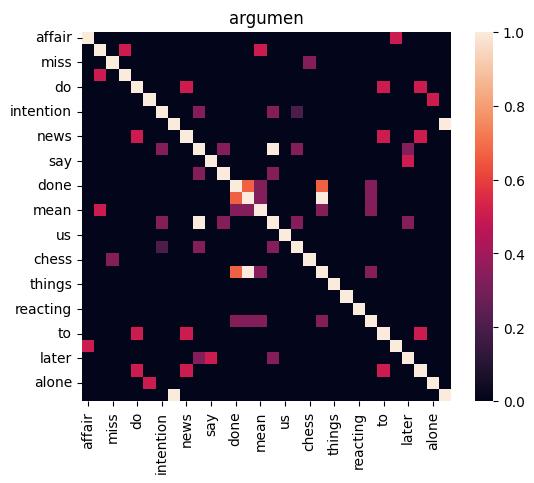 argumen
affair
miss
do
intention
news
say
done
mean
us
chess
things
reacting
to
later
alone
1.0
0.8
0.6
0.4
0.2
0.0
affair
miss
do
intention
news
say
done
mean
us
chess
things
reacting
to
later
alone